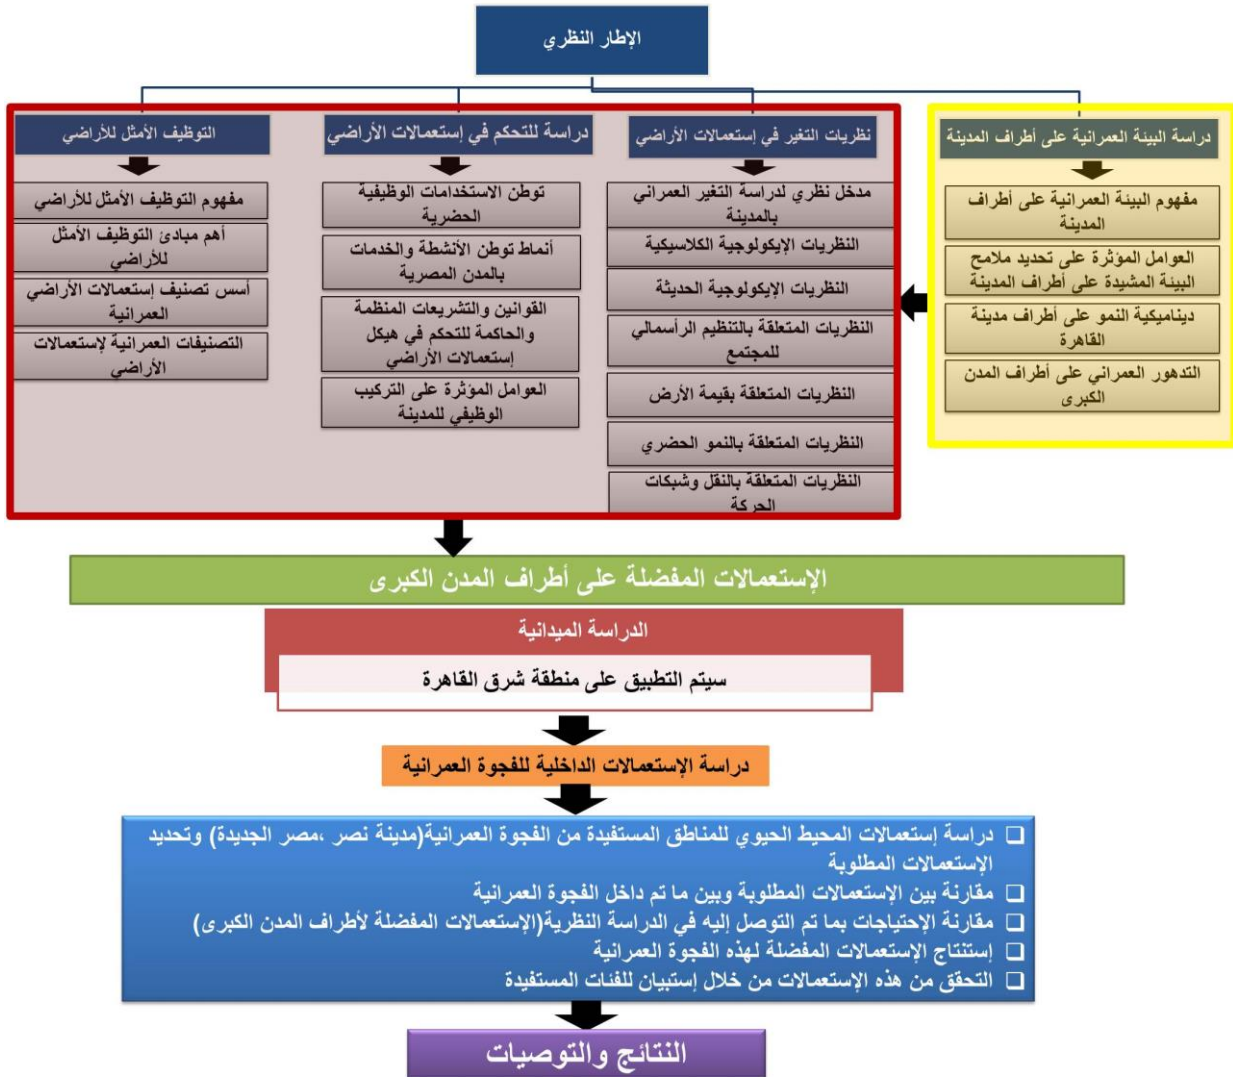 الإطار النظري
دراسة البيئة العمرانية على أطراف المدينة
مفهوم البيئة العمرانية على أطراف
المدينة
العوامل المؤثرة على تحديد ملامح
البيئة المشيدة على أطراف المدينة
ديناميكية النمو على أطراف مدينة
القاهرة
التدهور العمراني على أطراف المدن
الكبرى
نظريات التغير في إستعمالات الأراضي
مدخل نظري لدراسة التغير العمراني
بالمدينة
النظريات الإيكولوجية الكلاسيكية
النظريات الإيكولوجية الحديثة
النظريات المتعلقة بالتنظيم الرأسمالي
للمجتمع
النظريات المتعلقة بقيمة الأرض
النظريات المتعلقة بالنمو الحضري
النظريات المتعلقة بالنقل وشبكات
الحركة
دراسة للتحكم في إستعمالات الأراضي
توطن الاستخدامات الوظيفية
الحضرية
أنماط توطن الأنشطة والخدمات
بالمدن المصرية
القوانين والتشريعات المنظمة
والحاكمة للتحكم في هيكل
إستعمالات الأراضي
العوامل المؤثرة على التركيب
الوظيفي للمدينة
التوظيف الأمثل للأراضي
مفهوم التوظيف الأمثل للأراضي
أهم مبادئ التوظيف الأمثل
للأراضي
أسس تصنيف إستعمالات الأراضي
العمرانية
التصنيفات العمرانية لإستعمالات
الأراضي
الإستعمالات المفضلة على أطراف المدن الكبرى
الدراسة الميدانية
سيتم التطبيق على منطقة شرق القاهرة
دراسة الإستعمالات الداخلية للفجوة العمرانية
❑ دراسة إستعمالات المحيط الحيوي للمناطق المستفيدة من الفجوة العمرانية(مدينة نصر ،مصر الجديدة) وتحديد
الإستعمالات المطلوبة
❑ مقارنة بين الإستعمالات المطلوبة وبين ما تم داخل الفجوة العمرانية
❑ مقارنة الإحتياجات بما تم التوصل إليه في الدراسة النظرية(الإستعمالات المفضلة لأطراف المدن الكبرى)
❑ إستنتاج الإستعمالات المفضلة لهذه الفجوة العمرانية
❑ التحقق من هذه الإستعمالات من خلال إستبيان للفئات المستفيدة
النتائج والتوصيات